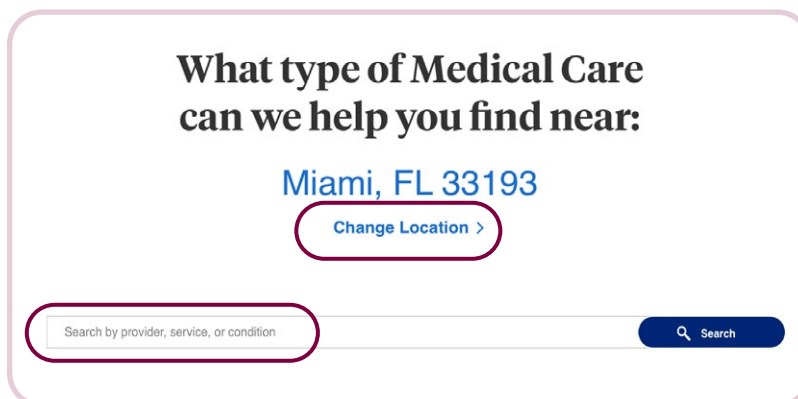 What type of Medical Care
can we help you find near:
Miami, FL 33193
Change Location >
Search by provider, service, or condition
Search